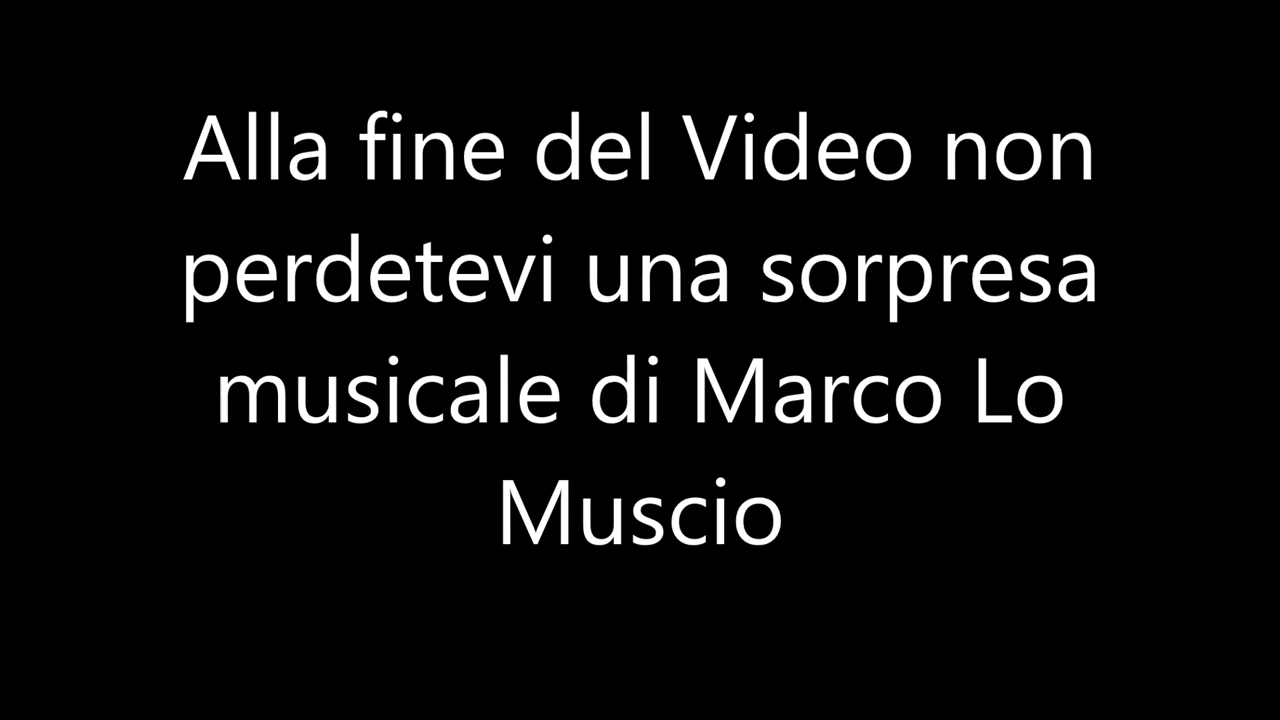 Alla fine del Video non
perdetevi una sorpresa
musicale di Marco Lo
Muscio